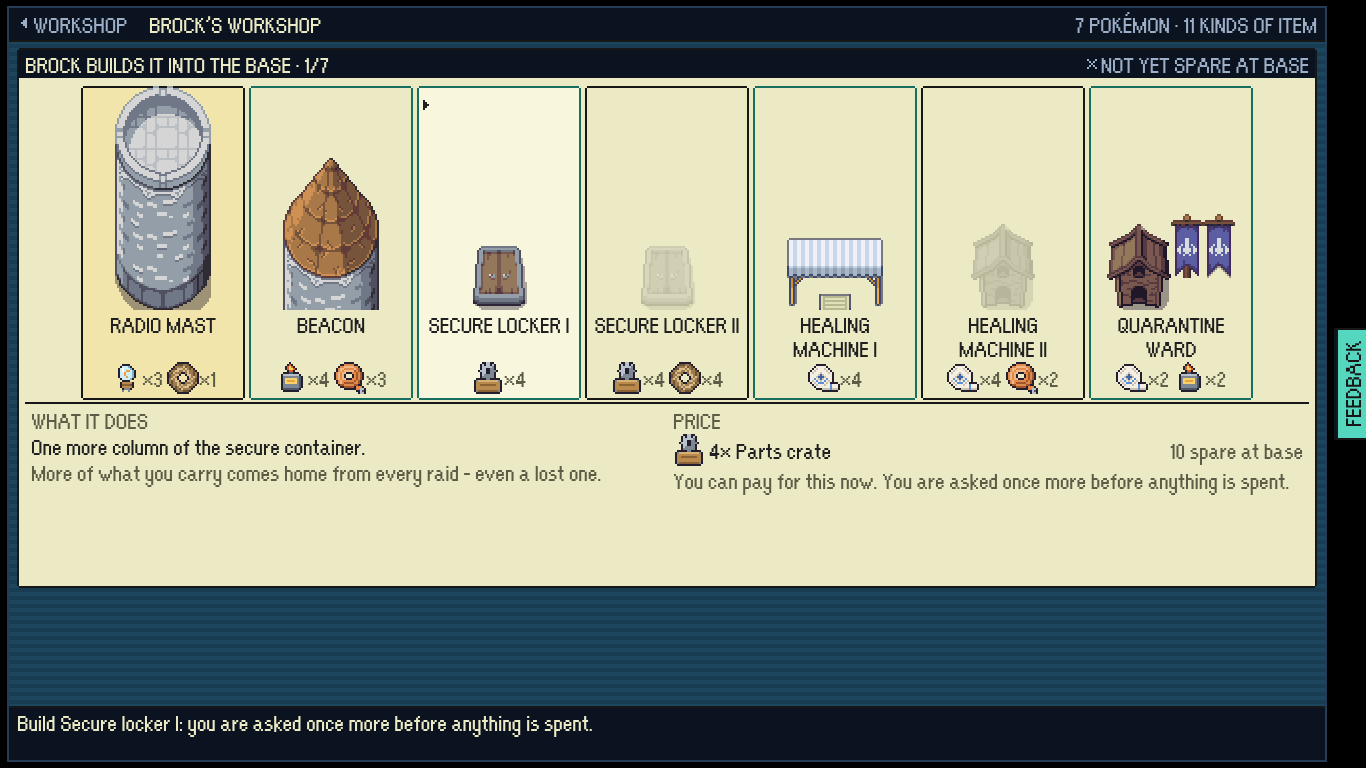 WORKSHOP BROCK'S WORKSHOP 7 POKÉMON · 11 KINDS OF ITEM
BROCK BUILDS IT INTO THE BASE · 1/7 ×NOT YET SPARE AT BASE
RADIO MAST
×3 ×1
BEACON
×4 ×3
SECURE LOCKER I
×4
SECURE LOCKER II
×4 ×4
HEALING
MACHINE I
×4
HEALING
MACHINE II
×4 ×2
QUARANTINE
WARD
×2 ×2
WHAT IT DOES
One more column of the secure container.
More of what you carry comes home from every raid - even a lost one.
PRICE
4× Parts crate 10 spare at base
You can pay for this now. You are asked once more before anything is spent.
Build Secure locker I: you are asked once more before anything is spent.
FEEDBACK